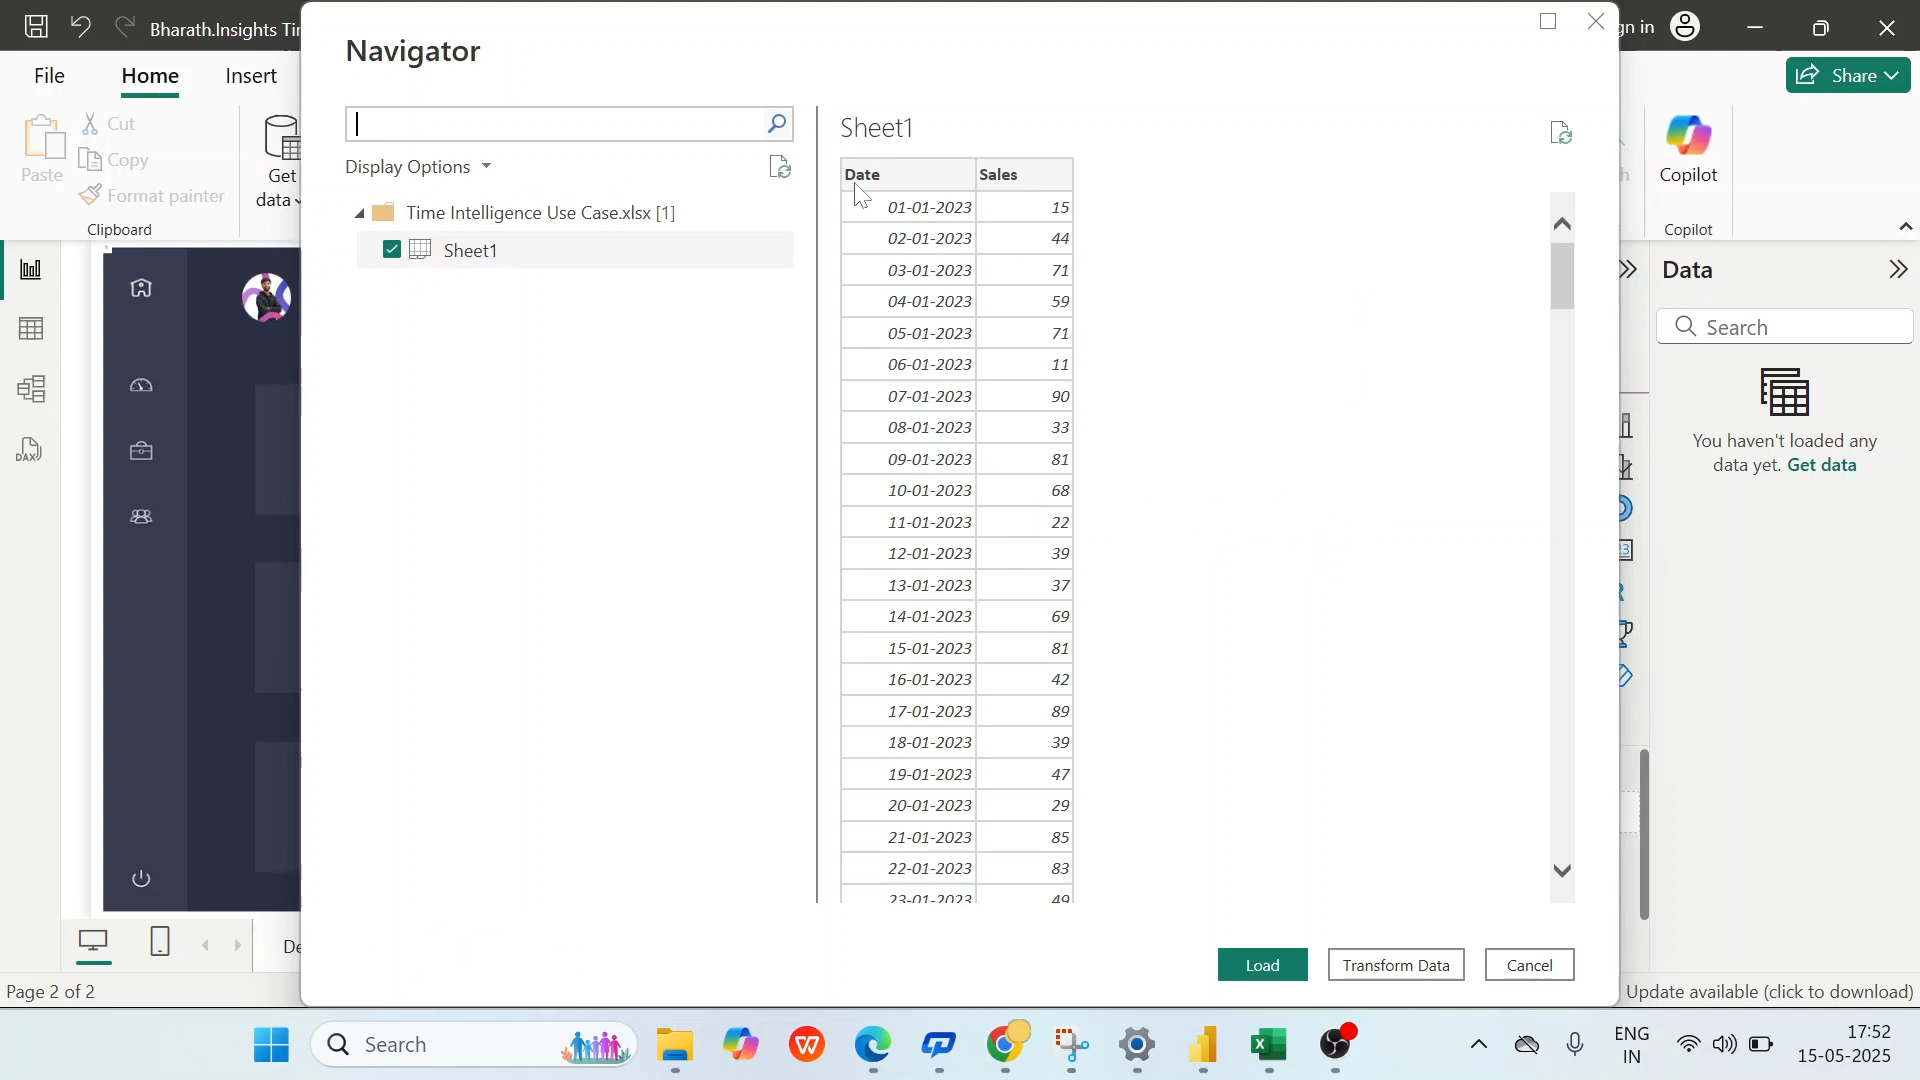 Bharath.Insights Tir
Navigator
gn in
File
Home
Insert
Share
Cut
Copy
Paste
Format painter
Get
data
Clipboard
Display Options
Time Intelligence Use Case.xlsx [1]
Sheet1
Sheet1
Date Sales
01-01-2023 15
02-01-2023 44
03-01-2023 71
04-01-2023 59
05-01-2023 71
06-01-2023 11
07-01-2023 90
08-01-2023 33
09-01-2023 81
10-01-2023 68
11-01-2023 22
12-01-2023 39
13-01-2023 37
14-01-2023 69
15-01-2023 81
16-01-2023 42
17-01-2023 89
18-01-2023 39
19-01-2023 47
20-01-2023 29
21-01-2023 85
22-01-2023 83
23-01-2023 49
Load
Transform Data
Cancel
h
Copilot
Copilot
Data
Search
You haven't loaded any
data yet. Get data
DAX
De
Page 2 of 2
Update available (click to download)
Search
ENG
IN
17:52
15-05-2025